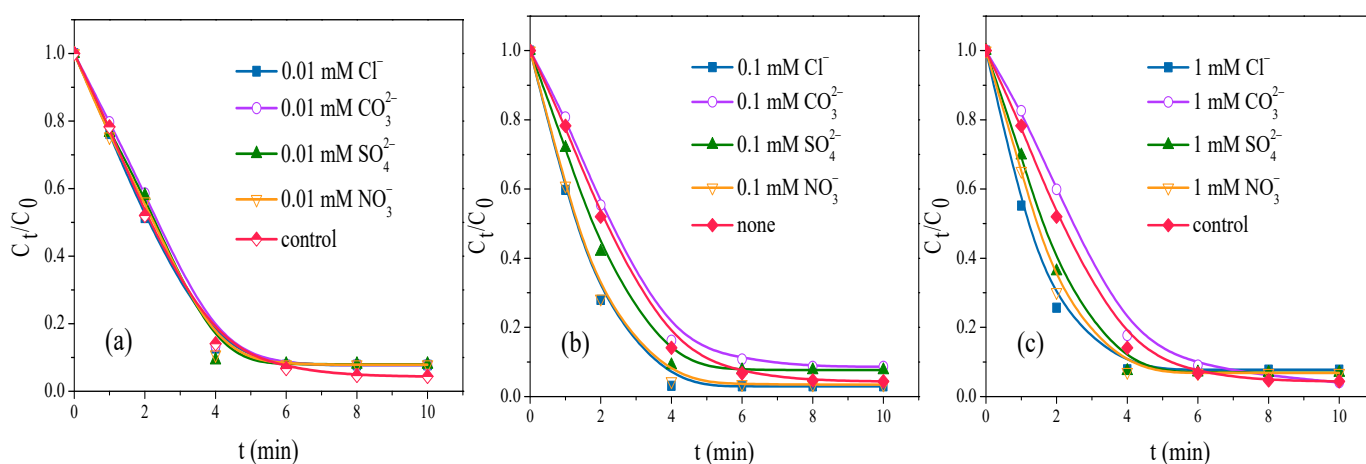 (a)
1.0
0.8
0.6
0.4
0.2
0.0
C_t/C_0
0 2 4 6 8 10
t (min)
0.01 mM Cl⁻
0.01 mM CO₃²⁻
0.01 mM SO₄²⁻
0.01 mM NO₃⁻
control
(b)
1.0
0.8
0.6
0.4
0.2
0.0
C_t/C_0
0 2 4 6 8 10
t (min)
0.1 mM Cl⁻
0.1 mM CO₃²⁻
0.1 mM SO₄²⁻
0.1 mM NO₃⁻
none
(c)
1.0
0.8
0.6
0.4
0.2
0.0
C_t/C_0
0 2 4 6 8 10
t (min)
1 mM Cl⁻
1 mM CO₃²⁻
1 mM SO₄²⁻
1 mM NO₃⁻
control